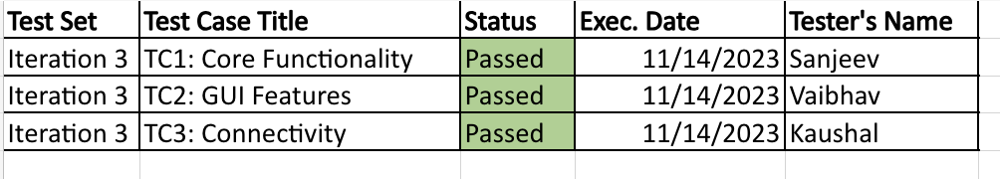 Test Set Test Case Title Status Exec. Date Tester's Name
Iteration 3 TC1: Core Functionality Passed 11/14/2023 Sanjeev
Iteration 3 TC2: GUI Features Passed 11/14/2023 Vaibhav
Iteration 3 TC3: Connectivity Passed 11/14/2023 Kaushal